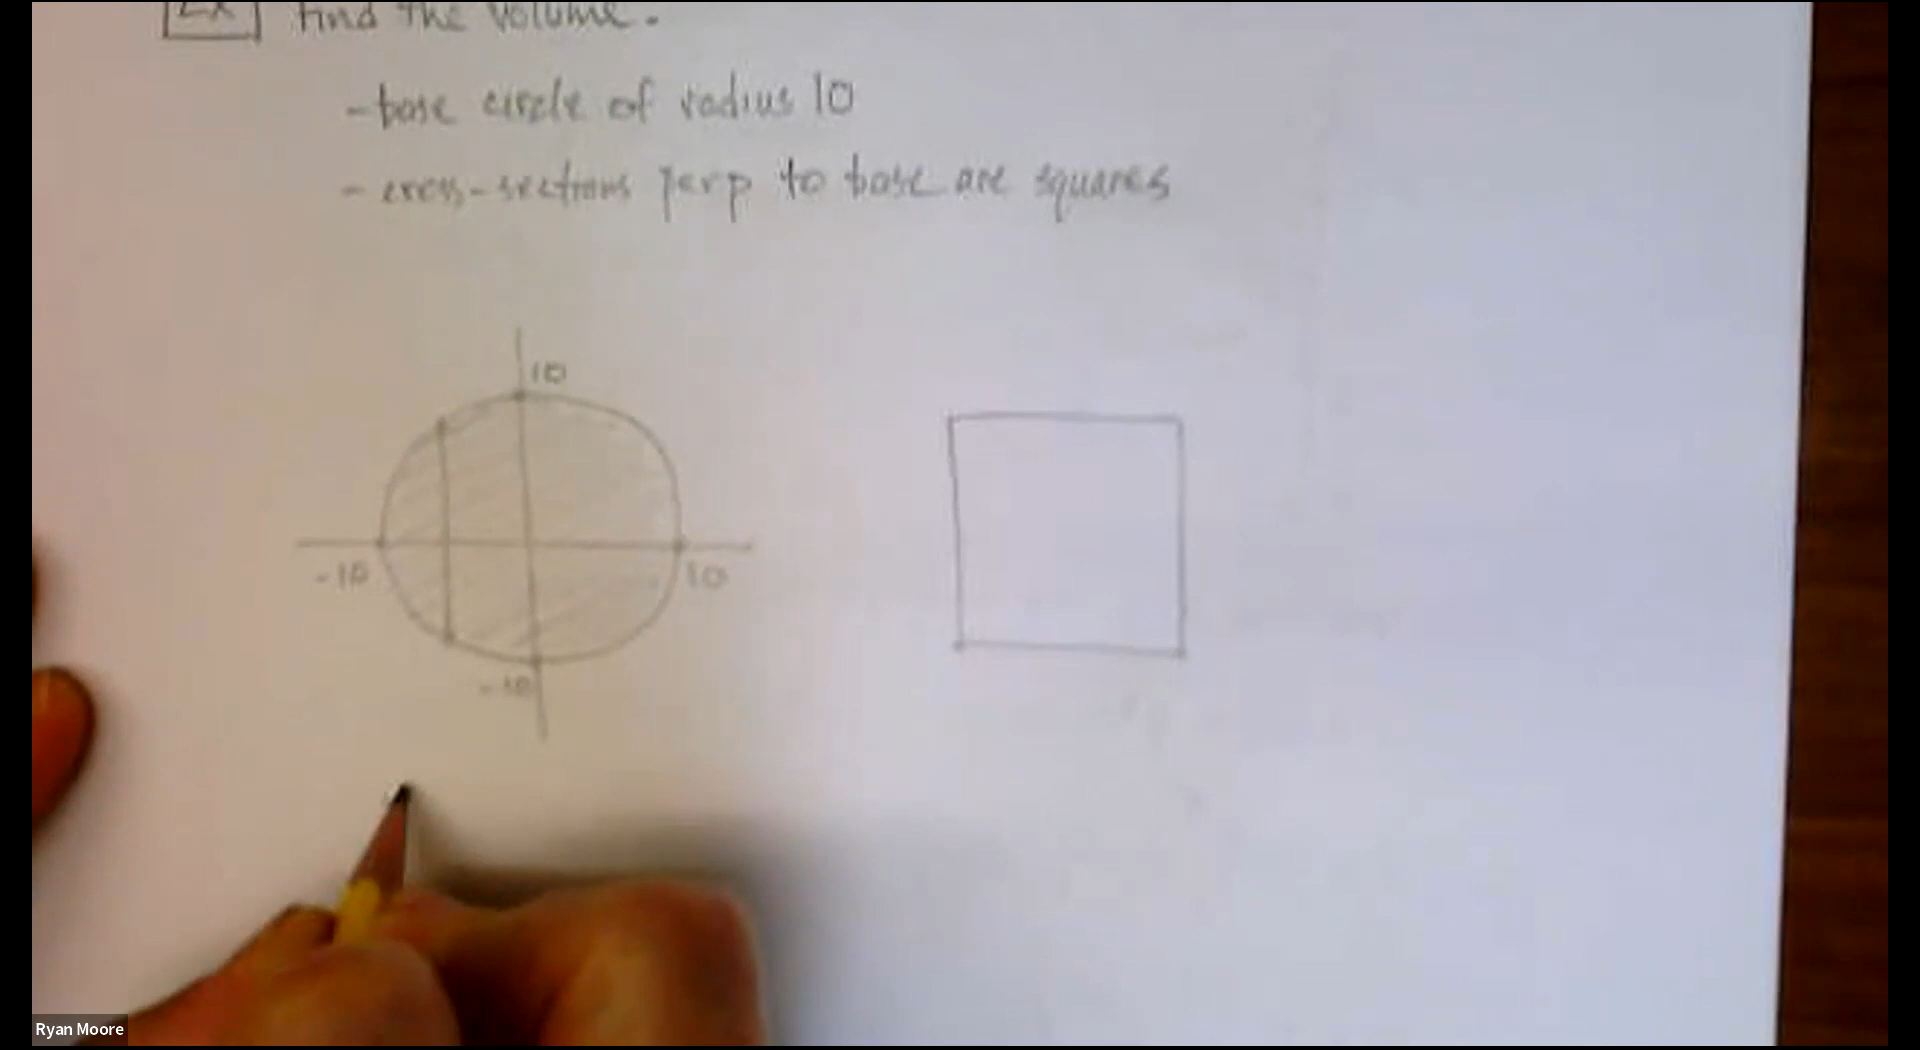 Ex Find the volume.
- base circle of radius 10
- cross-sections perp to base are squares
10
-10
10
-10
Ryan Moore